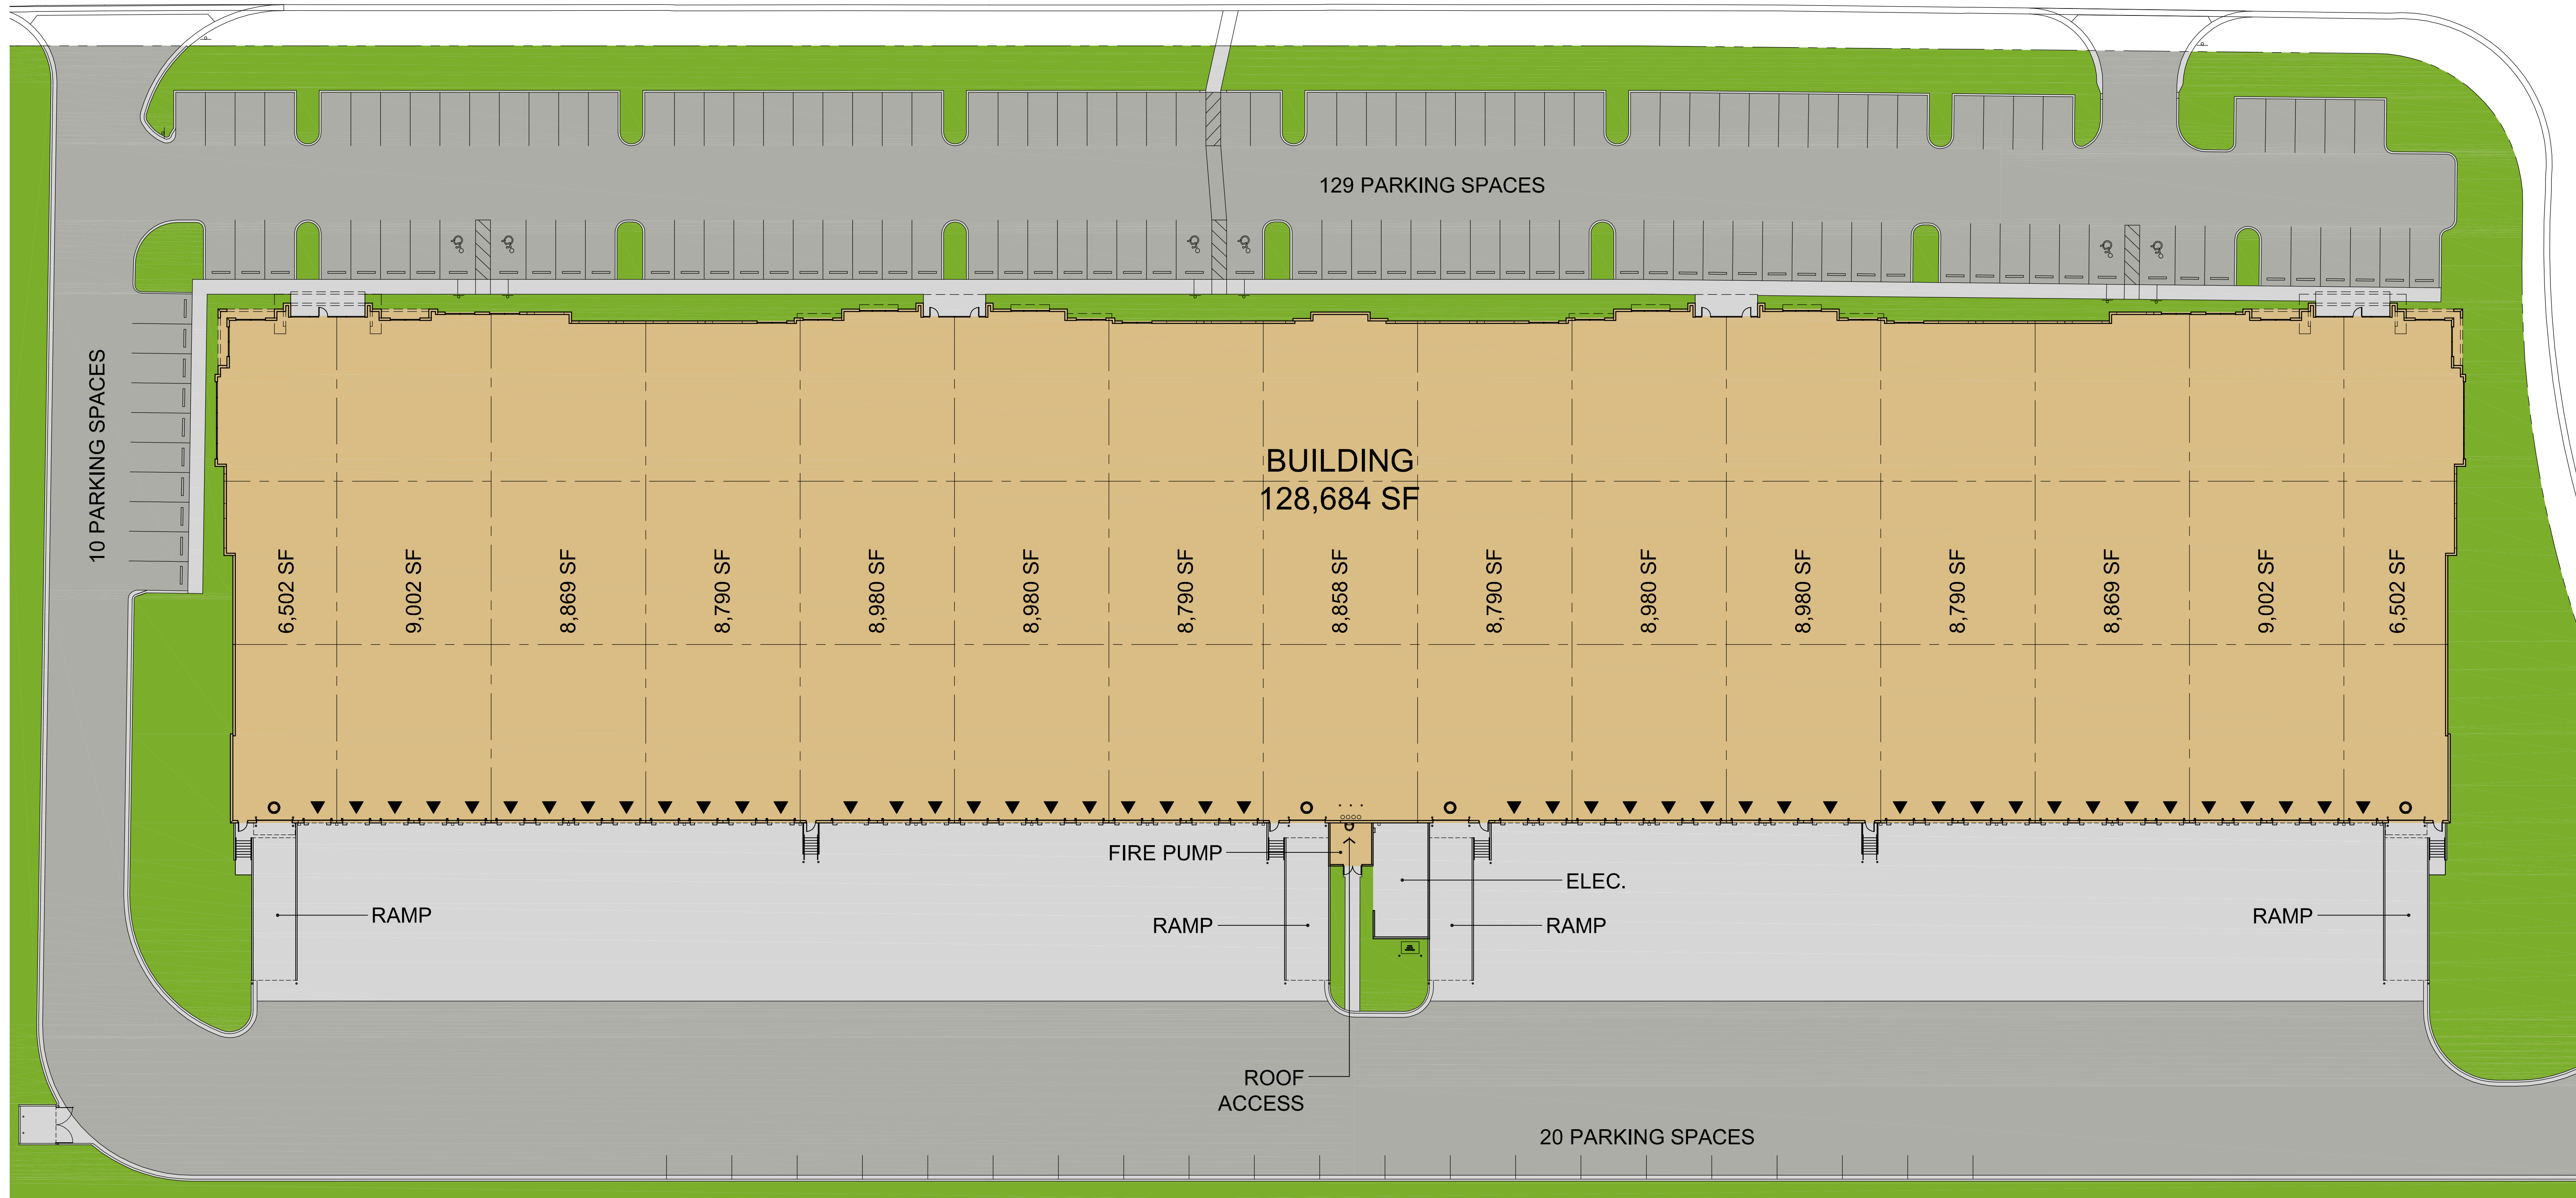 129 PARKING SPACES
10 PARKING SPACES
BUILDING
128,684 SF
6,502 SF
9,002 SF
8,869 SF
8,790 SF
8,980 SF
8,980 SF
8,790 SF
8,858 SF
8,790 SF
8,980 SF
8,980 SF
8,790 SF
8,869 SF
9,002 SF
6,502 SF
FIRE PUMP
ELEC.
RAMP
RAMP
RAMP
RAMP
ROOF
ACCESS
20 PARKING SPACES